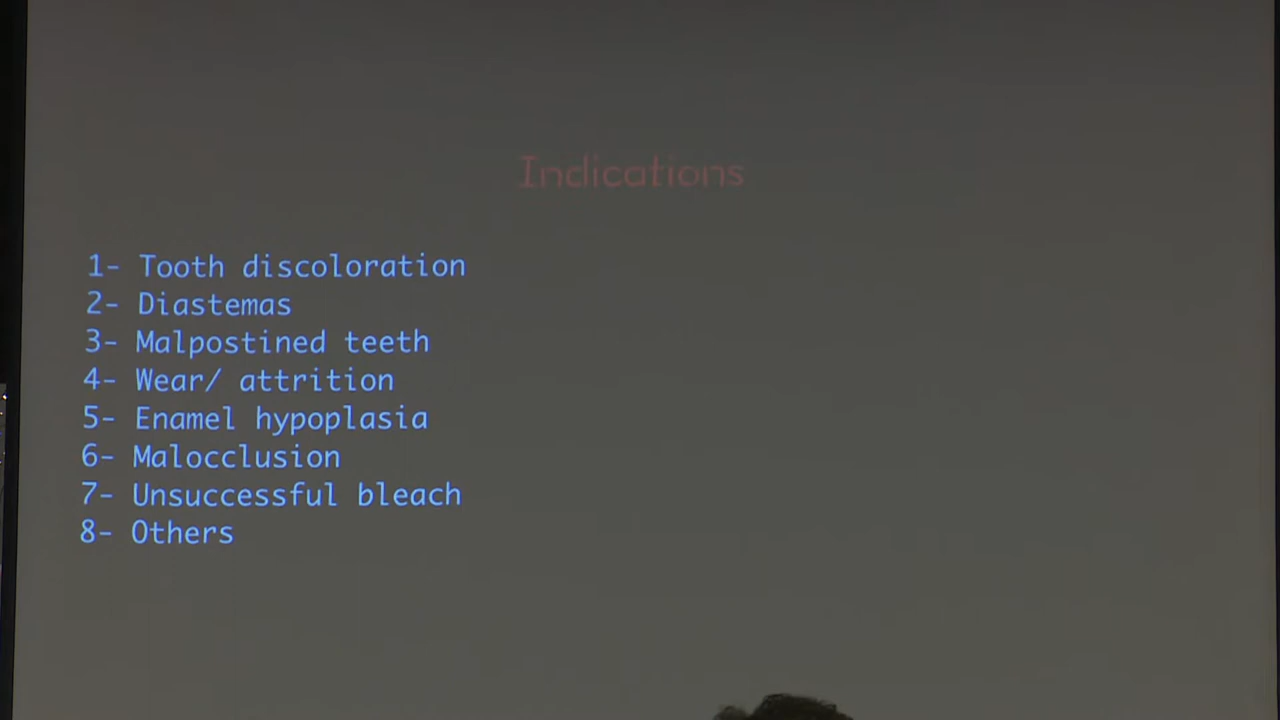 Indications
1- Tooth discoloration
2- Diastemas
3- Malpostined teeth
4- Wear/ attrition
5- Enamel hypoplasia
6- Malocclusion
7- Unsuccessful bleach
8- Others